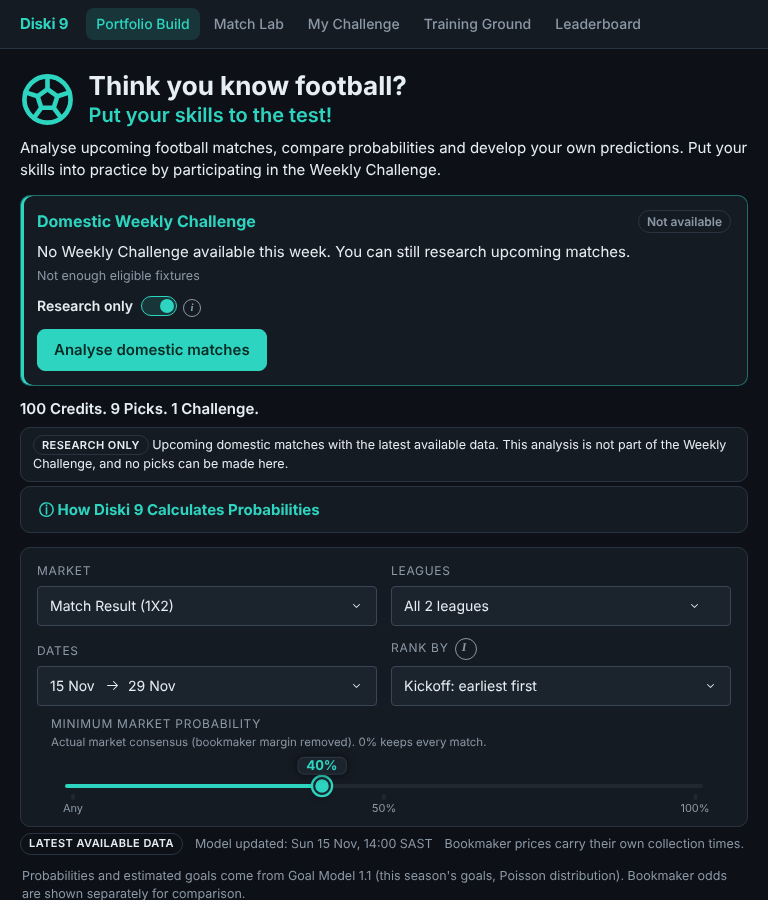 Diski 9 Portfolio Build Match Lab My Challenge Training Ground Leaderboard
Think you know football?
Put your skills to the test!
Analyse upcoming football matches, compare probabilities and develop your own predictions. Put your
skills into practice by participating in the Weekly Challenge.
Domestic Weekly Challenge Not available
No Weekly Challenge available this week. You can still research upcoming matches.
Not enough eligible fixtures
Research only i
Analyse domestic matches
100 Credits. 9 Picks. 1 Challenge.
RESEARCH ONLY Upcoming domestic matches with the latest available data. This analysis is not part of the Weekly
Challenge, and no picks can be made here.
ⓘ How Diski 9 Calculates Probabilities
MARKET LEAGUES
Match Result (1X2) All 2 leagues
DATES RANK BY I
15 Nov → 29 Nov Kickoff: earliest first
MINIMUM MARKET PROBABILITY
Actual market consensus (bookmaker margin removed). 0% keeps every match.
40%
Any 50% 100%
LATEST AVAILABLE DATA Model updated: Sun 15 Nov, 14:00 SAST Bookmaker prices carry their own collection times.
Probabilities and estimated goals come from Goal Model 1.1 (this season's goals, Poisson distribution). Bookmaker odds
are shown separately for comparison.